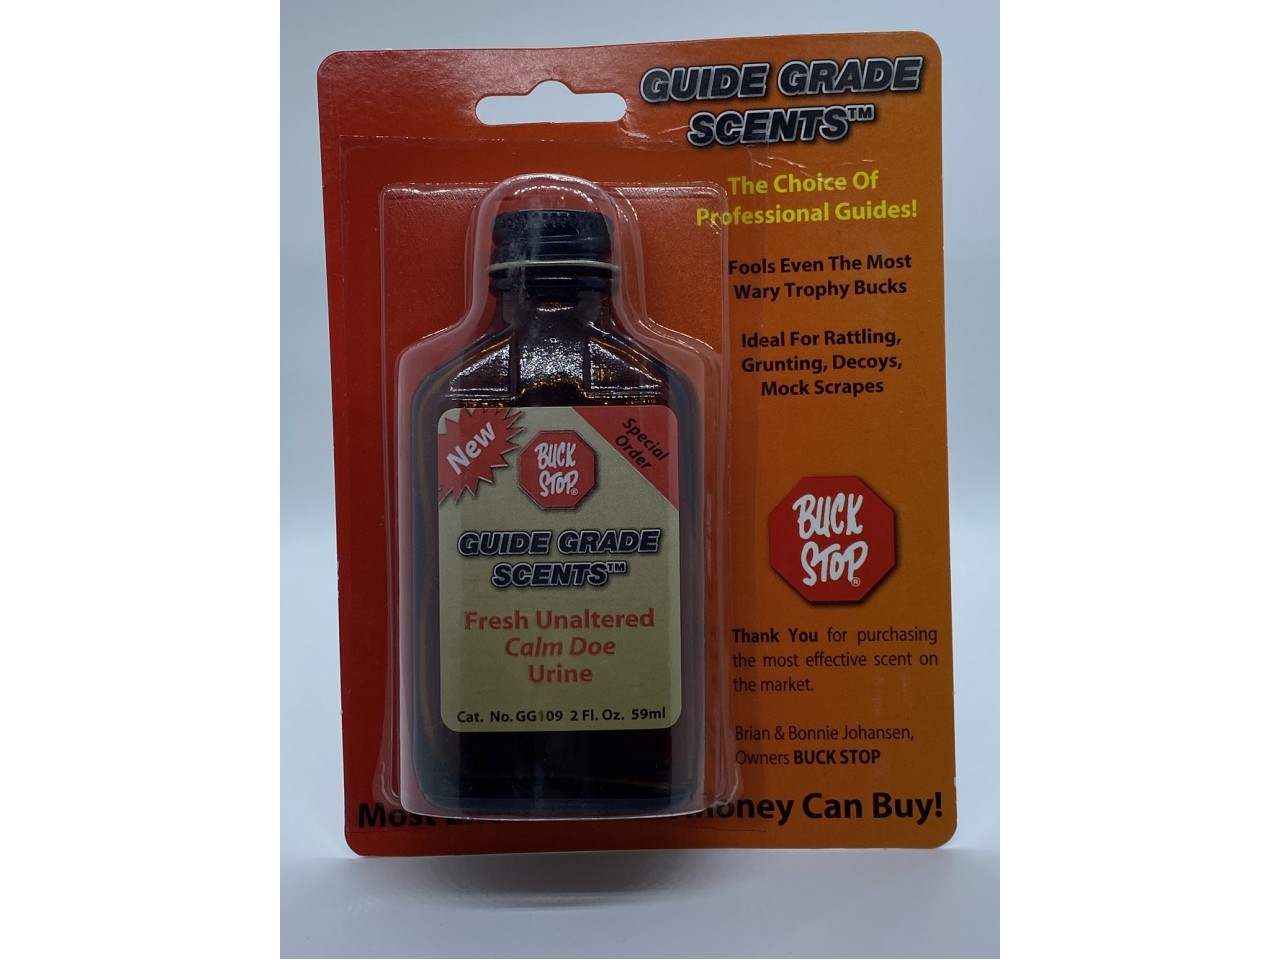 GUIDE GRADE
SCENTS™
The Choice Of
Professional Guides!
Fools Even The Most
Wary Trophy Bucks
Ideal For Rattling,
Grunting, Decoys,
Mock Scrapes
BUCK
STOP®
Thank You for purchasing
the most effective scent on
the market.
Brian & Bonnie Johansen,
Owners BUCK STOP
Most Money Can Buy!
New
BUCK
STOP®
Special
Order
GUIDE GRADE
SCENTS™
Fresh Unaltered
Calm Doe
Urine
Cat. No. GG109 2 Fl. Oz. 59ml